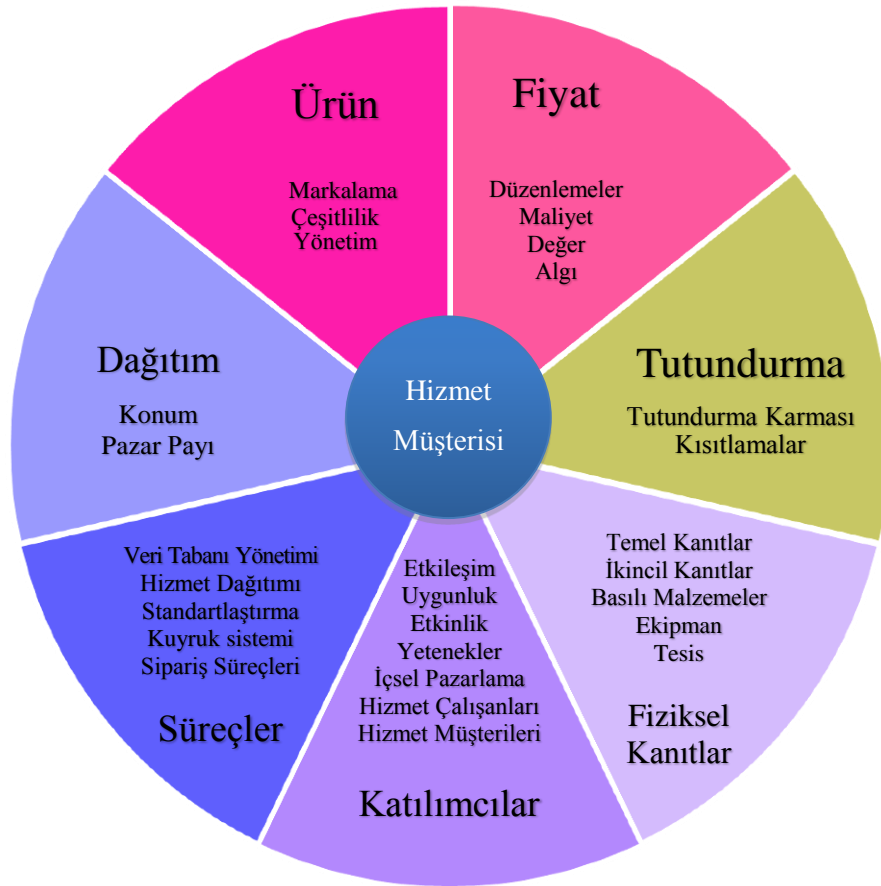 Ürün
Markalama
Çeşitlilik
Yönetim
Fiyat
Düzenlemeler
Maliyet
Değer
Algı
Tutundurma
Tutundurma Karması
Kısıtlamalar
Temel Kanıtlar
İkincil Kanıtlar
Basılı Malzemeler
Ekipman
Tesis
Fiziksel
Kanıtlar
Etkileşim
Uygunluk
Etkinlik
Yetenekler
İçsel Pazarlama
Hizmet Çalışanları
Hizmet Müşterileri
Katılımcılar
Veri Tabanı Yönetimi
Hizmet Dağıtımı
Standartlaştırma
Kuyruk sistemi
Sipariş Süreçleri
Süreçler
Dağıtım
Konum
Pazar Payı
Hizmet
Müşterisi